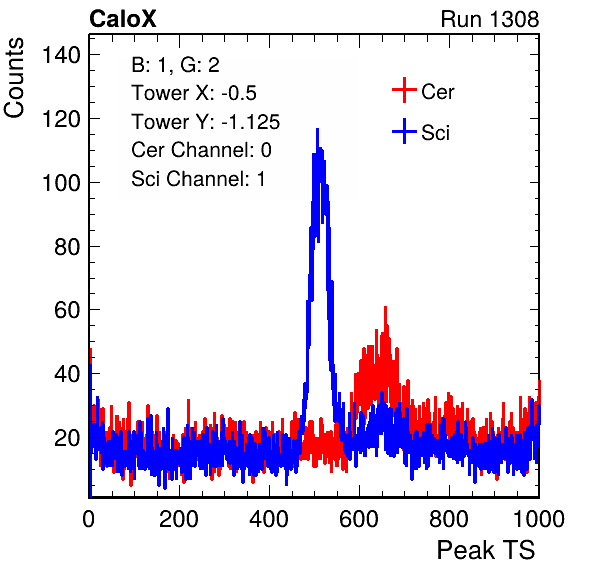 CaloX Run 1308
Counts
140
120
100
80
60
40
20
B: 1, G: 2
Tower X: -0.5
Tower Y: -1.125
Cer Channel: 0
Sci Channel: 1
Cer
Sci
0 200 400 600 800 1000
Peak TS